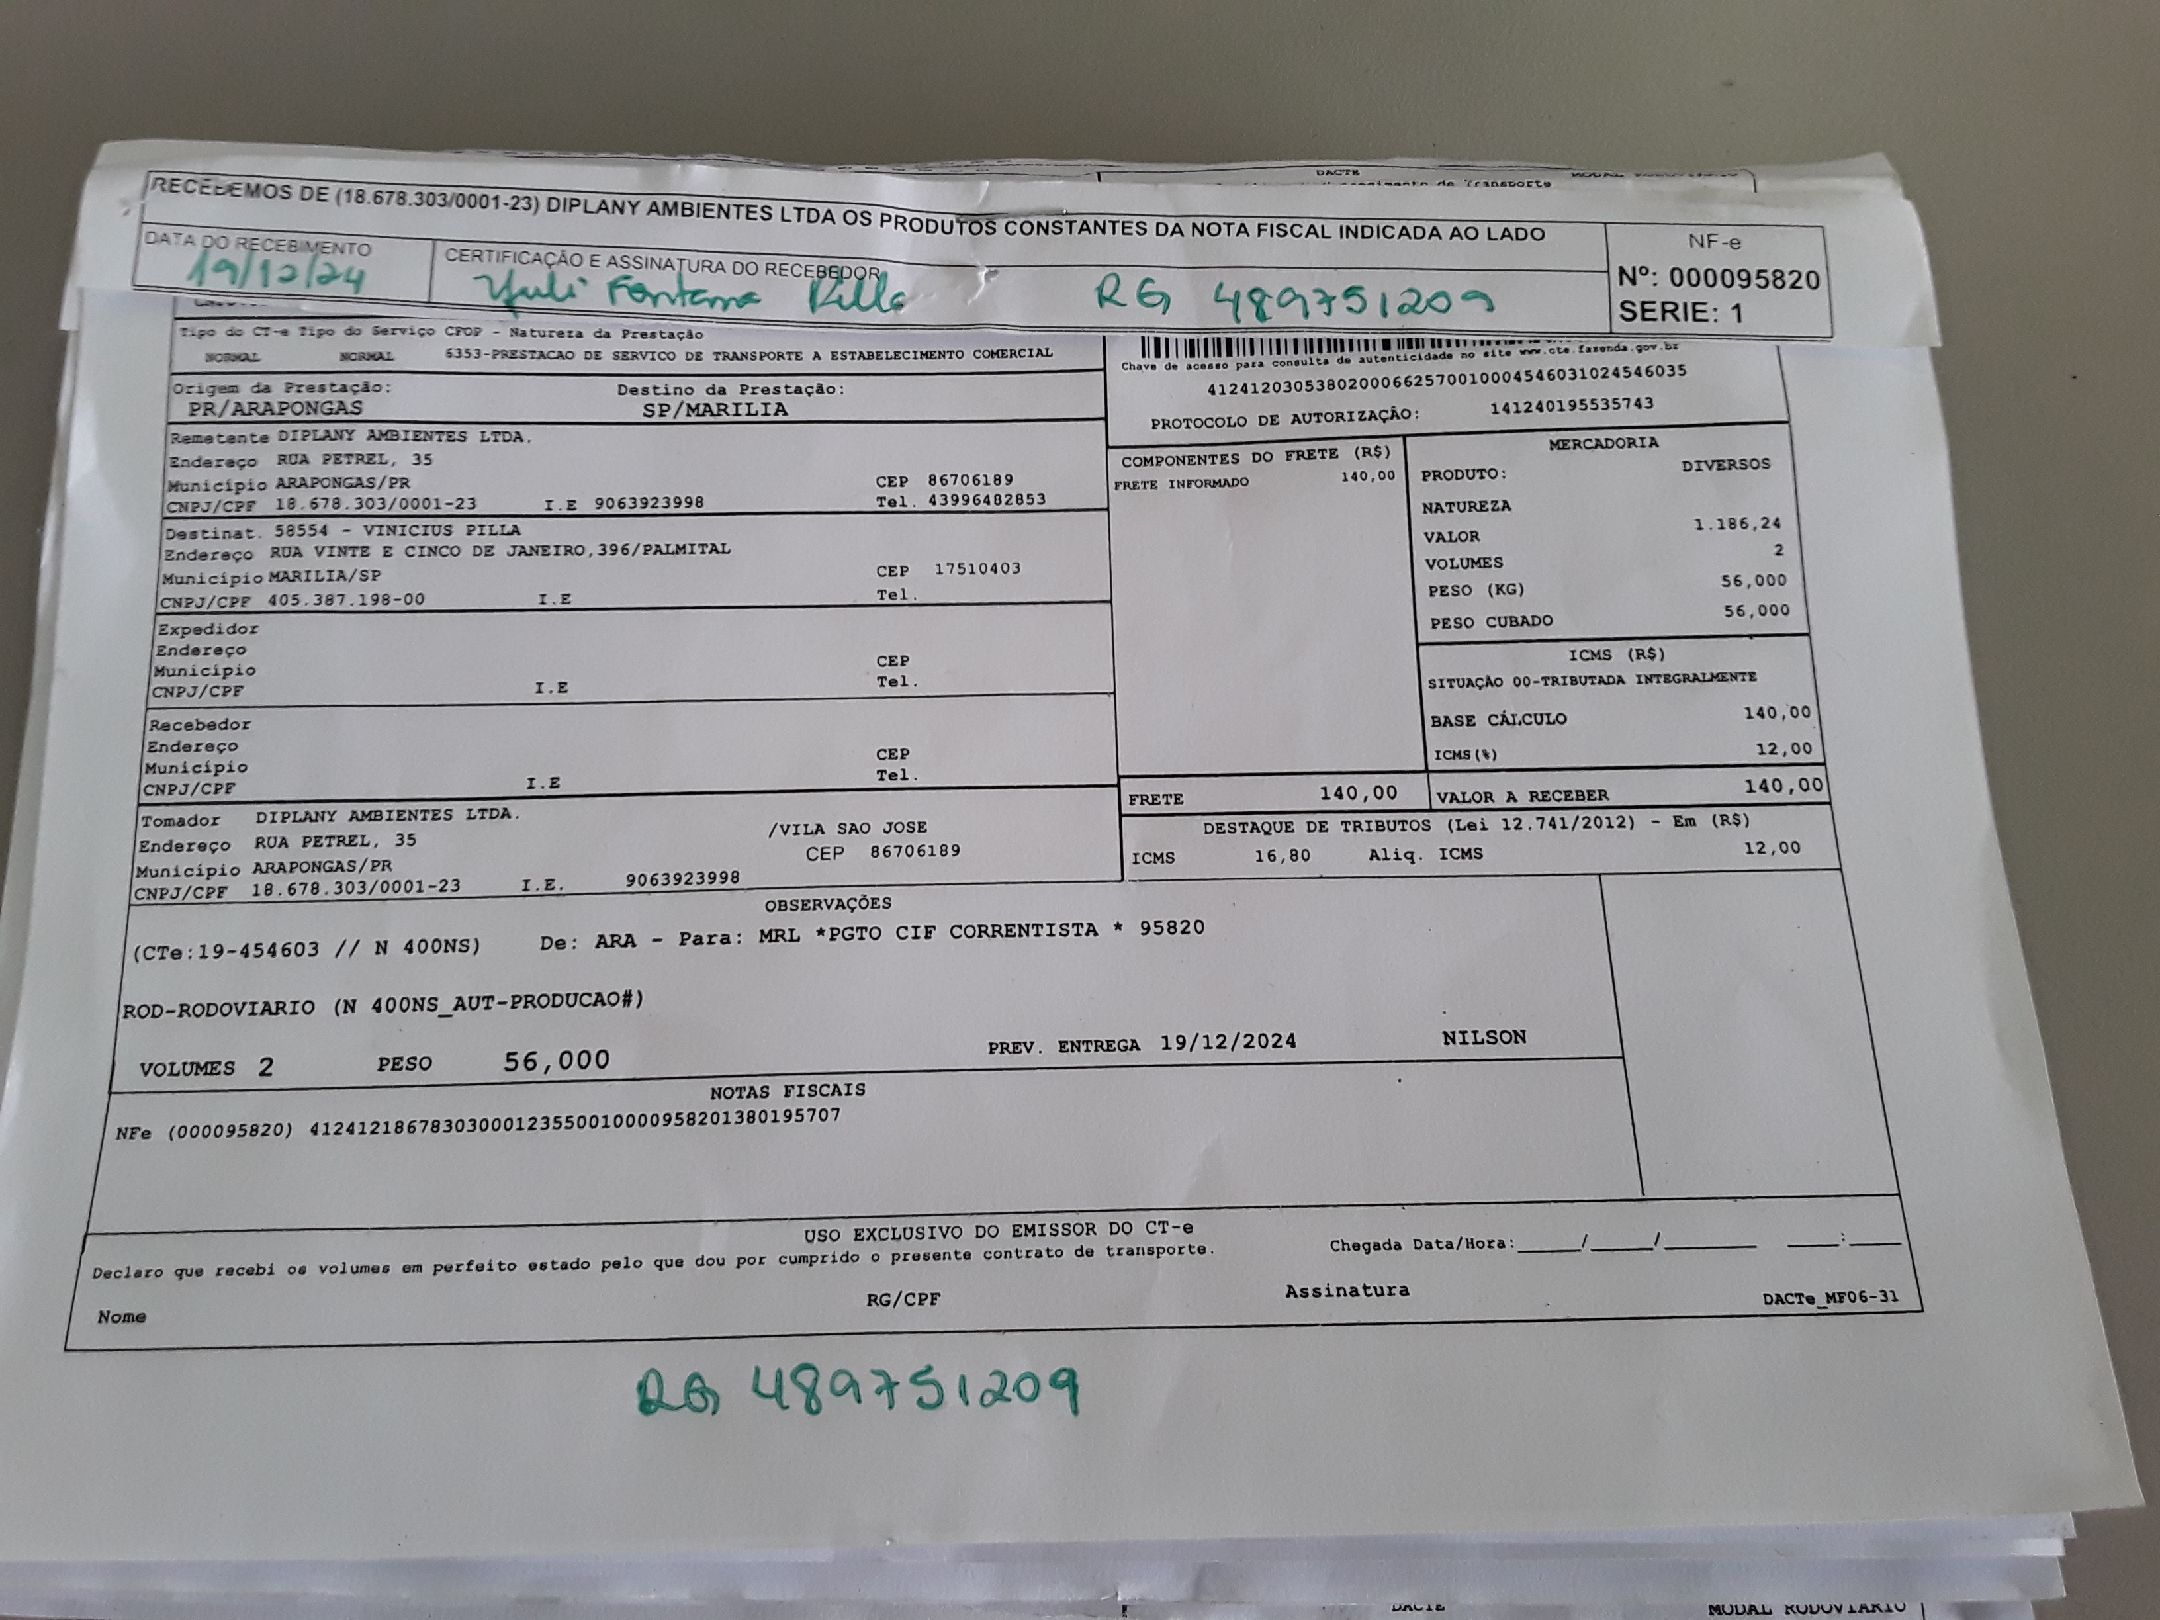 DACTE
RECEBEMOS DE (18.678.303/0001-23) DIPLANY AMBIENTES LTDA OS PRODUTOS CONSTANTES DA NOTA FISCAL INDICADA AO LADO
DATA DO RECEBIMENTO
19/12/24
CERTIFICAÇÃO E ASSINATURA DO RECEBEDOR
Yuli Fontana Pilla RG 489751209
NF-e
Nº: 000095820
SERIE: 1
Tipo do CT-e Tipo do Serviço CFOP - Natureza da Prestação
NORMAL NORMAL 6353-PRESTACAO DE SERVICO DE TRANSPORTE A ESTABELECIMENTO COMERCIAL
Origem da Prestação: Destino da Prestação:
PR/ARAPONGAS SP/MARILIA
Chave de acesso para consulta de autenticidade no site www.cte.fazenda.gov.br
41241203053802000662570010004546031024546035
PROTOCOLO DE AUTORIZAÇÃO: 141240195535743
Remetente DIPLANY AMBIENTES LTDA.
Endereço RUA PETREL, 35
Município ARAPONGAS/PR CEP 86706189
CNPJ/CPF 18.678.303/0001-23 I.E 9063923998 Tel. 43996482853
Destinat. 58554 - VINICIUS PILLA
Endereço RUA VINTE E CINCO DE JANEIRO,396/PALMITAL
Município MARILIA/SP CEP 17510403
CNPJ/CPF 405.387.198-00 I.E Tel.
Expedidor
Endereço
Município CEP
CNPJ/CPF I.E Tel.
Recebedor
Endereço
Município CEP
CNPJ/CPF I.E Tel.
Tomador DIPLANY AMBIENTES LTDA.
Endereço RUA PETREL, 35 /VILA SAO JOSE
Município ARAPONGAS/PR CEP 86706189
CNPJ/CPF 18.678.303/0001-23 I.E. 9063923998
COMPONENTES DO FRETE (R$)
FRETE INFORMADO 140,00
MERCADORIA
PRODUTO: DIVERSOS
NATUREZA
VALOR 1.186,24
VOLUMES 2
PESO (KG) 56,000
PESO CUBADO 56,000
ICMS (R$)
SITUAÇÃO 00-TRIBUTADA INTEGRALMENTE
BASE CÁLCULO 140,00
ICMS(%) 12,00
FRETE 140,00 VALOR A RECEBER 140,00
DESTAQUE DE TRIBUTOS (Lei 12.741/2012) - Em (R$)
ICMS 16,80 Aliq. ICMS 12,00
OBSERVAÇÕES
(CTe:19-454603 // N 400NS) De: ARA - Para: MRL *PGTO CIF CORRENTISTA * 95820
ROD-RODOVIARIO (N 400NS_AUT-PRODUCAO#)
VOLUMES 2 PESO 56,000 PREV. ENTREGA 19/12/2024 NILSON
NOTAS FISCAIS
NFe (000095820) 41241218678303000123550010000958201380195707
USO EXCLUSIVO DO EMISSOR DO CT-e
Declaro que recebi os volumes em perfeito estado pelo que dou por cumprido o presente contrato de transporte. Chegada Data/Hora:_____/_____/_______ ____:____
Nome RG/CPF Assinatura DACTe_MF06-31
RG 489751209
DACTE MODAL RODOVIARIO